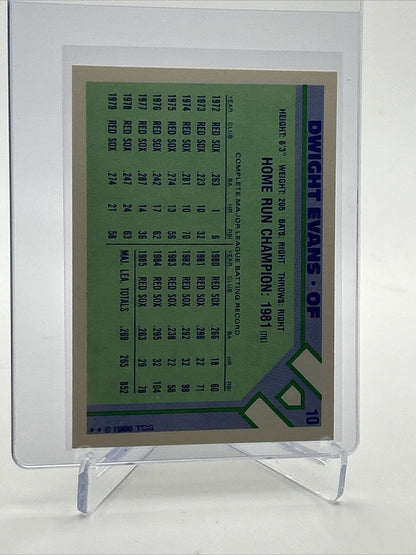 DWIGHT EVANS • OF 10
HEIGHT: 6'3" WEIGHT: 205 BATS: RIGHT THROWS: RIGHT
HOME RUN CHAMPION: 1981 (TIE)
COMPLETE MAJOR LEAGUE BATTING RECORD
YEAR CLUB BA HR RBI YEAR CLUB BA HR RBI
1972 RED SOX .263 1 6 1980 RED SOX .266 18 60
1973 RED SOX .223 10 32 1981 RED SOX .296 22 71
1974 RED SOX .281 10 70 1982 RED SOX .292 32 98
1975 RED SOX .274 13 56 1983 RED SOX .238 22 58
1976 RED SOX .242 17 62 1984 RED SOX .295 32 104
1977 RED SOX .287 14 36 1985 RED SOX .263 29 78
1978 RED SOX .247 24 63 MAJ. LEA. TOTALS .269 265 852
1979 RED SOX .274 21 58
** © 1986 TCG